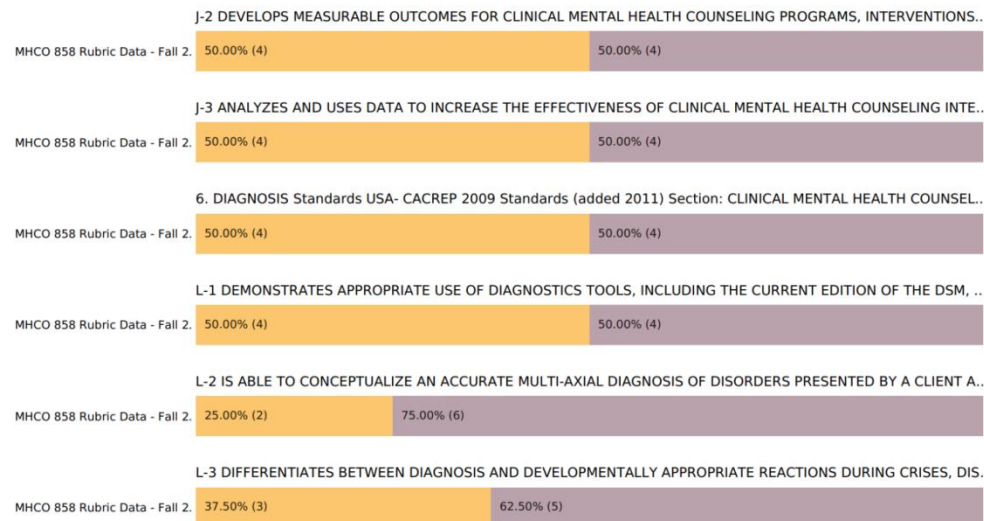 J-2 DEVELOPS MEASURABLE OUTCOMES FOR CLINICAL MENTAL HEALTH COUNSELING PROGRAMS, INTERVENTIONS..
MHCO 858 Rubric Data - Fall 2. 50.00% (4) 50.00% (4)
J-3 ANALYZES AND USES DATA TO INCREASE THE EFFECTIVENESS OF CLINICAL MENTAL HEALTH COUNSELING INTE..
MHCO 858 Rubric Data - Fall 2. 50.00% (4) 50.00% (4)
6. DIAGNOSIS Standards USA- CACREP 2009 Standards (added 2011) Section: CLINICAL MENTAL HEALTH COUNSEL..
MHCO 858 Rubric Data - Fall 2. 50.00% (4) 50.00% (4)
L-1 DEMONSTRATES APPROPRIATE USE OF DIAGNOSTICS TOOLS, INCLUDING THE CURRENT EDITION OF THE DSM, ..
MHCO 858 Rubric Data - Fall 2. 50.00% (4) 50.00% (4)
L-2 IS ABLE TO CONCEPTUALIZE AN ACCURATE MULTI-AXIAL DIAGNOSIS OF DISORDERS PRESENTED BY A CLIENT A..
MHCO 858 Rubric Data - Fall 2. 25.00% (2) 75.00% (6)
L-3 DIFFERENTIATES BETWEEN DIAGNOSIS AND DEVELOPMENTALLY APPROPRIATE REACTIONS DURING CRISES, DIS.
MHCO 858 Rubric Data - Fall 2. 37.50% (3) 62.50% (5)